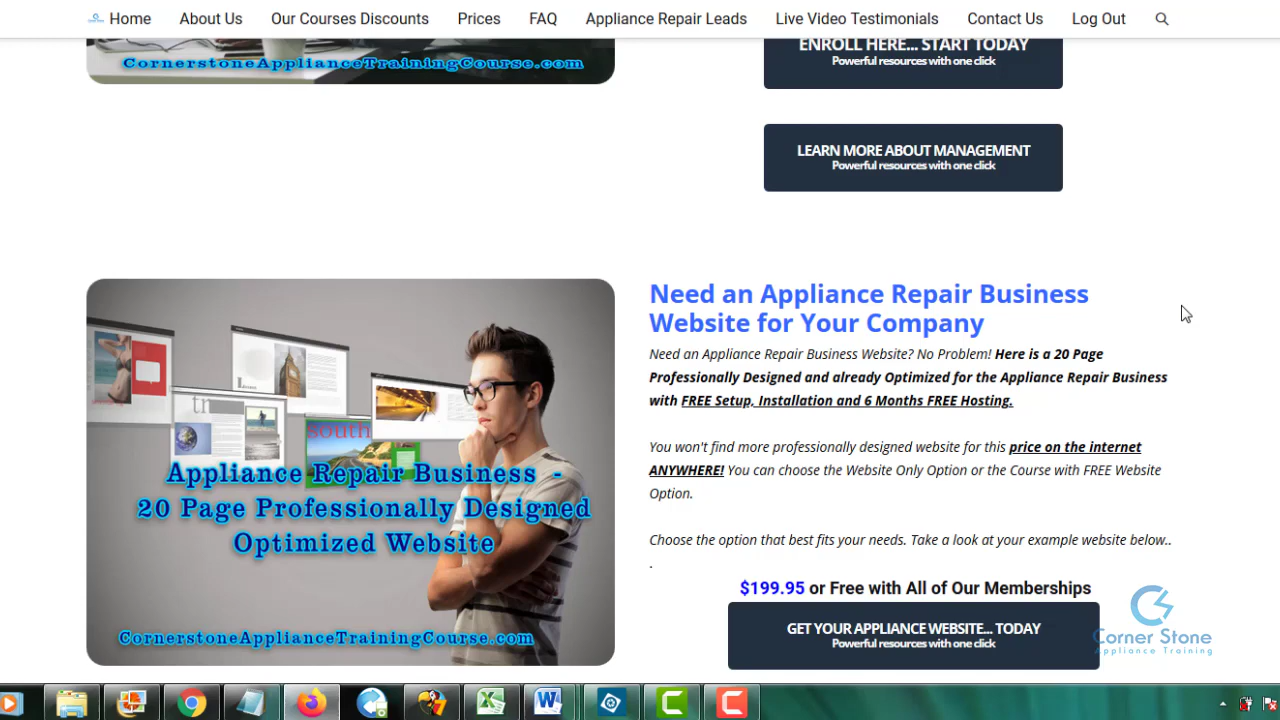 Home About Us Our Courses Discounts Prices FAQ Appliance Repair Leads Live Video Testimonials Contact Us Log Out
CornerstoneApplianceTrainingCourse.com
ENROLL HERE... START TODAY
Powerful resources with one click
LEARN MORE ABOUT MANAGEMENT
Powerful resources with one click
south
Appliance Repair Business -
20 Page Professionally Designed
Optimized Website
CornerstoneApplianceTrainingCourse.com
Need an Appliance Repair Business
Website for Your Company
Need an Appliance Repair Business Website? No Problem! Here is a 20 Page
Professionally Designed and already Optimized for the Appliance Repair Business
with FREE Setup, Installation and 6 Months FREE Hosting.
You won't find more professionally designed website for this price on the internet
ANYWHERE! You can choose the Website Only Option or the Course with FREE Website
Option.
Choose the option that best fits your needs. Take a look at your example website below..
.
$199.95 or Free with All of Our Memberships
GET YOUR APPLIANCE WEBSITE... TODAY
Powerful resources with one click
Corner Stone
Appliance Training